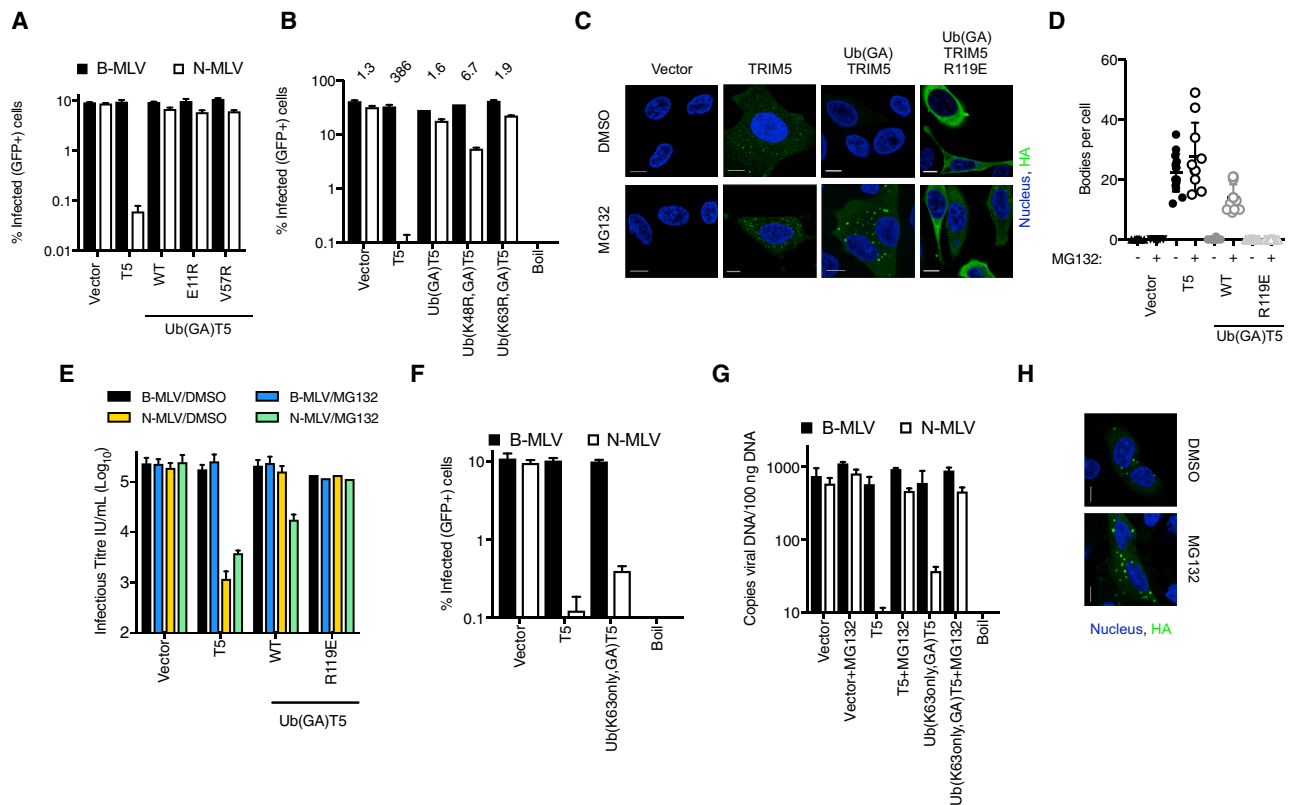 A
B-MLV N-MLV
% Infected (GFP+) cells
10
1
0.1
0.01
Vector
T5
WT
E11R
V57R
Ub(GA)T5
B
B-MLV N-MLV
1.3 386 1.6 6.7 1.9
% Infected (GFP+) cells
100
10
1
0.1
Vector
T5
Ub(GA)T5
Ub(K48R,GA)T5
Ub(K63R,GA)T5
Boil
C
Vector
TRIM5
Ub(GA)
TRIM5
Ub(GA)
TRIM5
R119E
DMSO
MG132
Nucleus, HA
D
Bodies per cell
60
40
20
0
MG132: - + - + - + - +
Vector
T5
WT
R119E
Ub(GA)T5
E
B-MLV/DMSO B-MLV/MG132
N-MLV/DMSO N-MLV/MG132
Infectious Titre IU/mL (Log10)
5
4
3
2
Vector
T5
WT
R119E
Ub(GA)T5
F
B-MLV N-MLV
% Infected (GFP+) cells
10
1
0.1
Vector
T5
Ub(K63only,GA)T5
Boil
G
B-MLV N-MLV
Copies viral DNA/100 ng DNA
1000
100
10
Vector
Vector+MG132
T5
T5+MG132
Ub(K63only,GA)T5
Ub(K63only,GA)T5+MG132
Boil
H
DMSO
MG132
Nucleus, HA